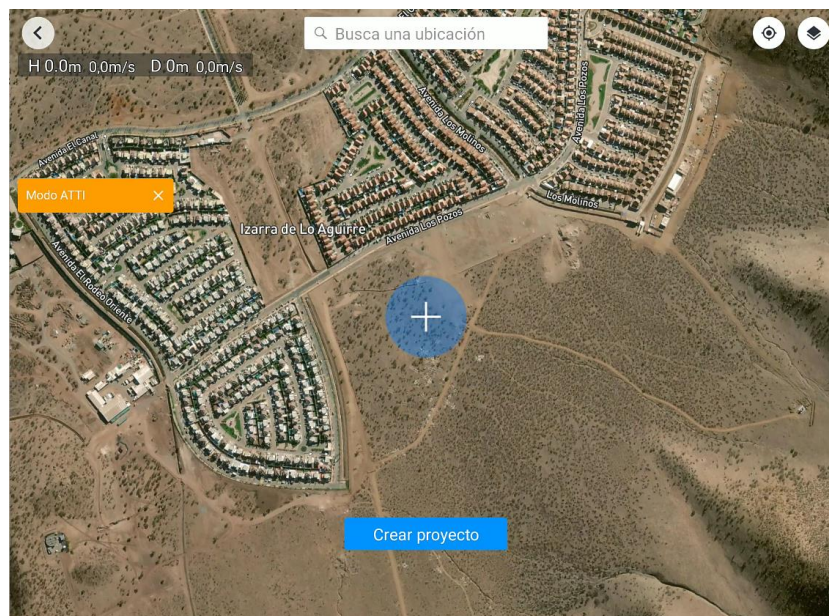 Busca una ubicación
H 0.0m 0,0m/s D 0m 0,0m/s
Avenida El Canal
Avenida Los Molinos
Avenida Los Pozos
Modo ATTI
Los Molinos
Izarra de Lo Aguirre
Avenida Los Pozos
Avenida El Rodeo Oriente
Crear proyecto